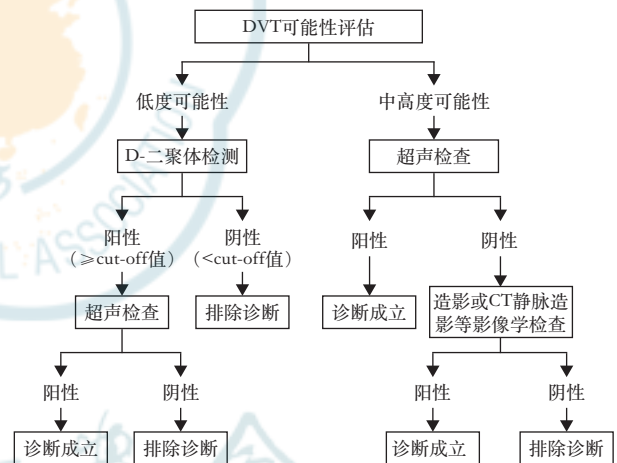 DVT可能性评估
低度可能性
中高度可能性
D-二聚体检测
超声检查
阳性
（≥cut-off值）
阴性
（<cut-off值）
阳性
阴性
超声检查
排除诊断
诊断成立
造影或CT静脉造
影等影像学检查
阳性
阴性
阳性
阴性
诊断成立
排除诊断
诊断成立
排除诊断
L ASSOCIATION